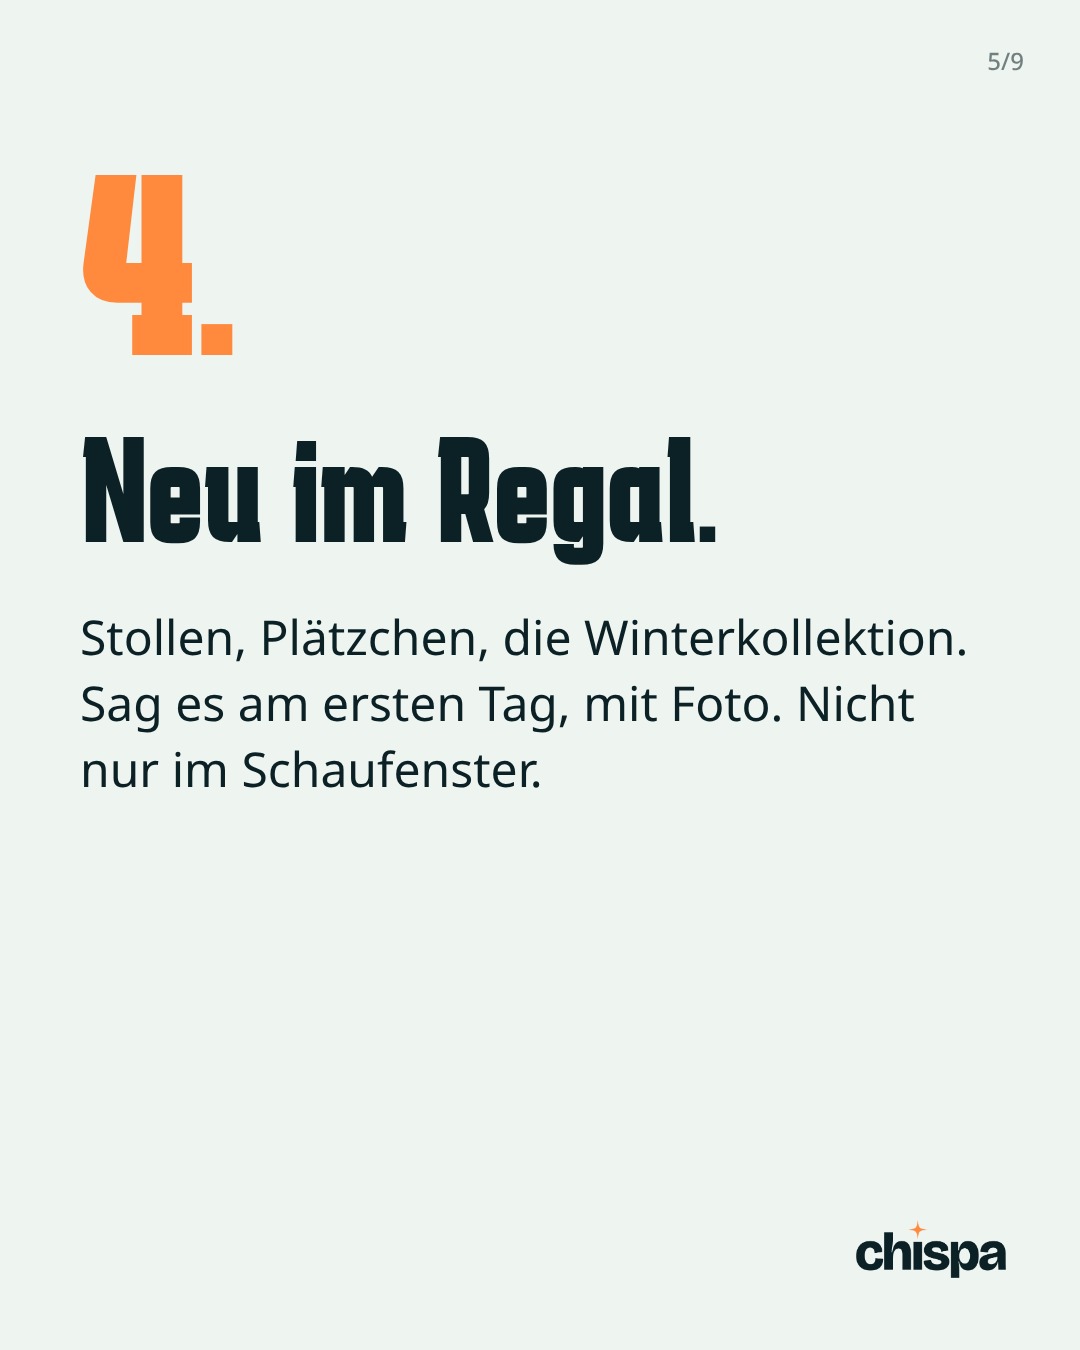 5/9
4.
Neu im Regal.
Stollen, Plätzchen, die Winterkollektion.
Sag es am ersten Tag, mit Foto. Nicht
nur im Schaufenster.
chispa